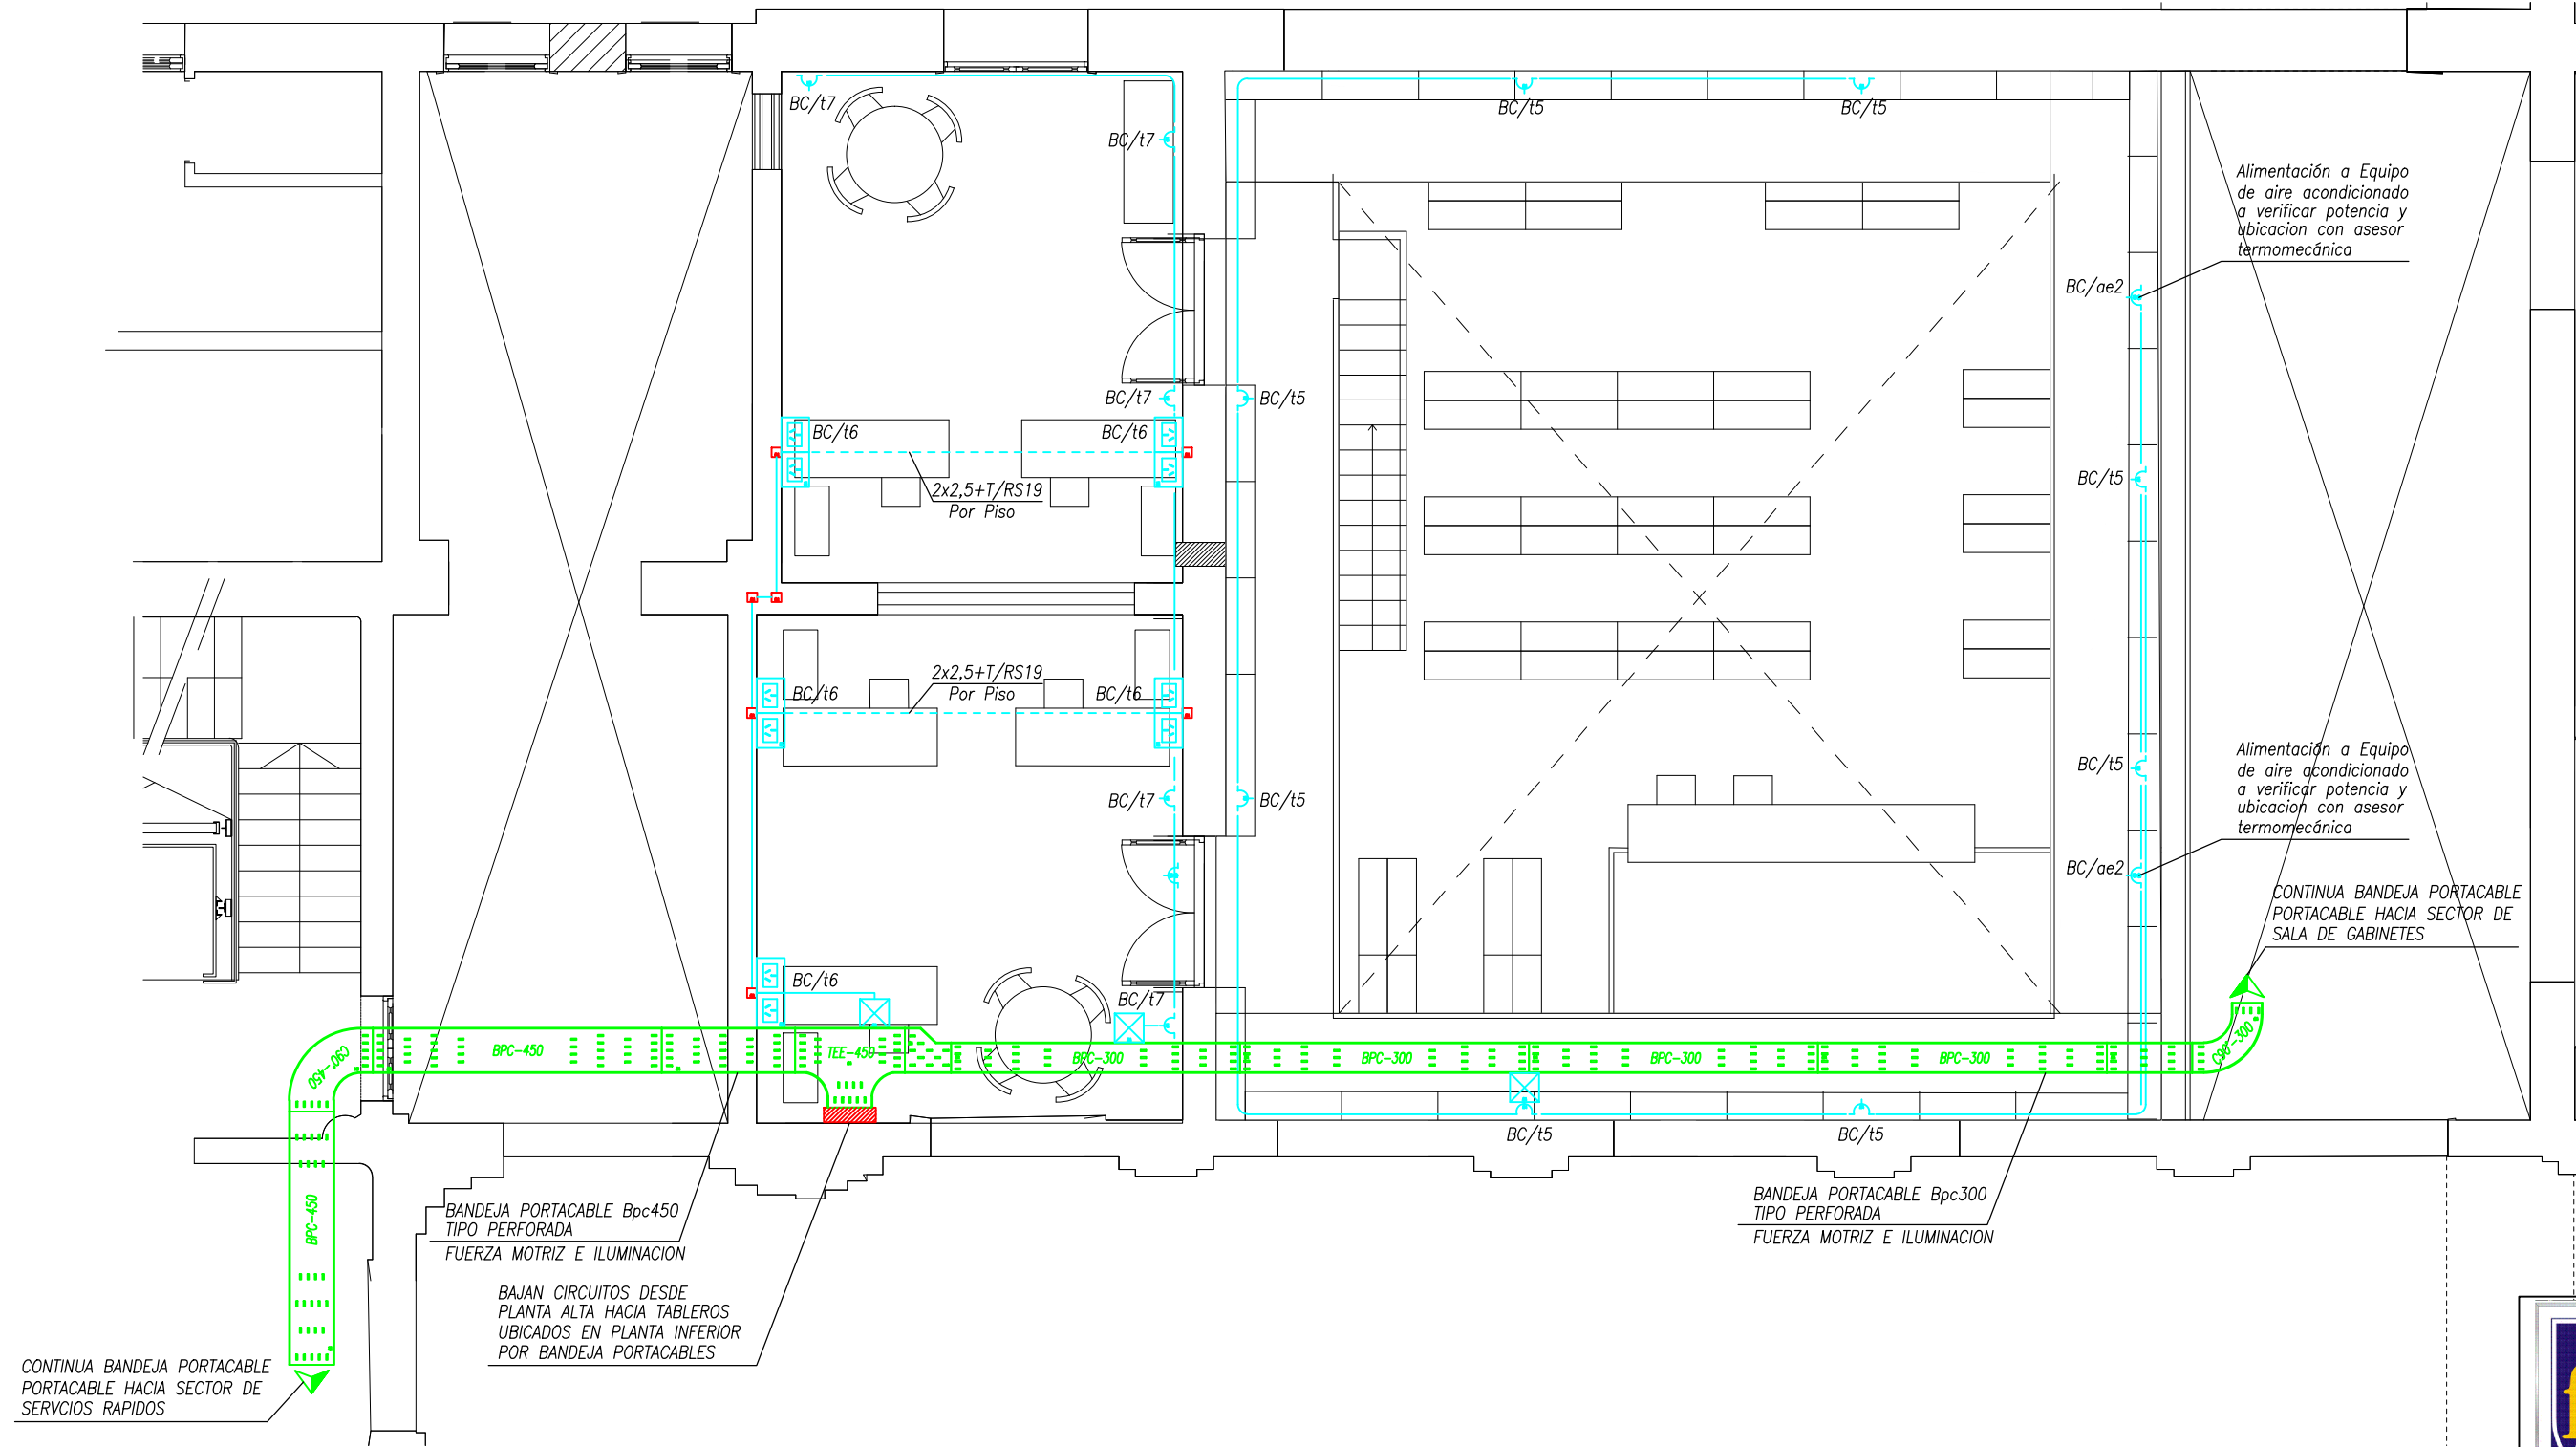 BC/t7
BC/t5
BC/t5
BC/t7
Alimentación a Equipo
de aire acondicionado
a verificar potencia y
ubicacion con asesor
termomecánica
BC/ae2
BC/t7
BC/t5
BC/t6
BC/t6
BC/t5
2x2,5+T/RS19
Por Piso
2x2,5+T/RS19
Por Piso
BC/t6
BC/t6
Alimentación a Equipo
de aire acondicionado
a verificar potencia y
ubicacion con asesor
termomecánica
BC/t5
BC/t7
BC/t5
BC/ae2
CONTINUA BANDEJA PORTACABLE
PORTACABLE HACIA SECTOR DE
SALA DE GABINETES
BC/t6
BC/t7
C90-450
BPC-450
TEE-450
BPC-300
BPC-300
BPC-300
BPC-300
C90-300
BC/t5
BC/t5
BPC-450
BANDEJA PORTACABLE Bpc450
TIPO PERFORADA
FUERZA MOTRIZ E ILUMINACION
BANDEJA PORTACABLE Bpc300
TIPO PERFORADA
FUERZA MOTRIZ E ILUMINACION
BAJAN CIRCUITOS DESDE
PLANTA ALTA HACIA TABLEROS
UBICADOS EN PLANTA INFERIOR
POR BANDEJA PORTACABLES
CONTINUA BANDEJA PORTACABLE
PORTACABLE HACIA SECTOR DE
SERVCIOS RAPIDOS